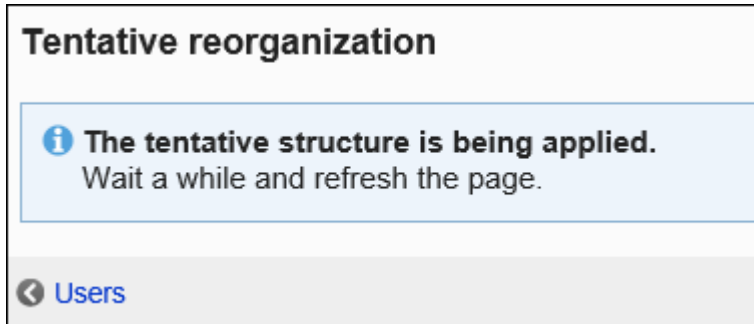 Tentative reorganization
The tentative structure is being applied.
Wait a while and refresh the page.
Users